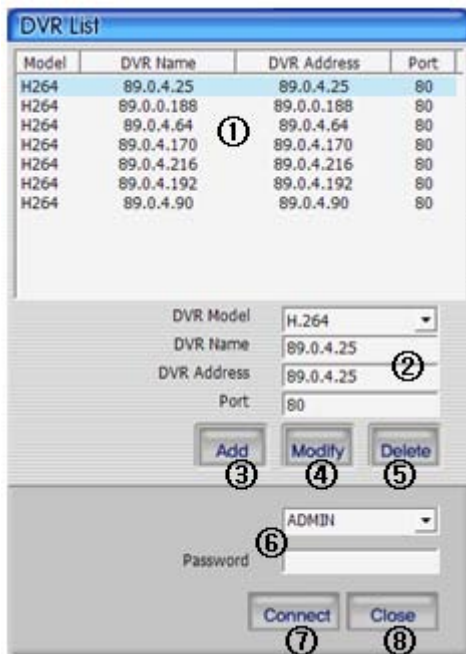 DVR List
Model DVR Name DVR Address Port
H264 89.0.4.25 89.0.4.25 80
H264 89.0.0.188 89.0.0.188 80
H264 89.0.4.64 ① 89.0.4.64 80
H264 89.0.4.170 89.0.4.170 80
H264 89.0.4.216 89.0.4.216 80
H264 89.0.4.192 89.0.4.192 80
H264 89.0.4.90 89.0.4.90 80
DVR Model H.264
DVR Name 89.0.4.25
②
DVR Address 89.0.4.25
Port 80
Add Modify Delete
③ ④ ⑤
ADMIN
⑥
Password
Connect Close
⑦ ⑧